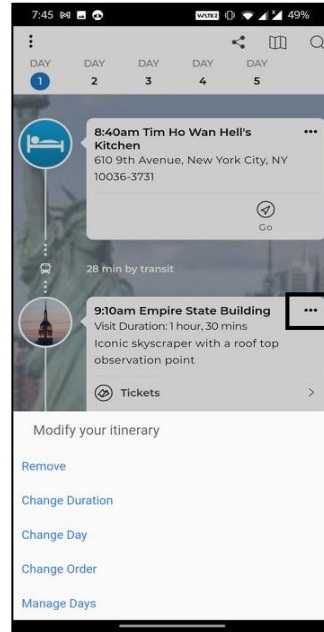 7:45
VoLTE2
49%
DAY
DAY
DAY
DAY
DAY
1
2
3
4
5
8:40am Tim Ho Wan Hell's
Kitchen
610 9th Avenue, New York City, NY
10036-3731
Go
28 min by transit
9:10am Empire State Building
Visit Duration: 1 hour, 30 mins
Iconic skyscraper with a roof top
observation point
Tickets
Modify your itinerary
Remove
Change Duration
Change Day
Change Order
Manage Days